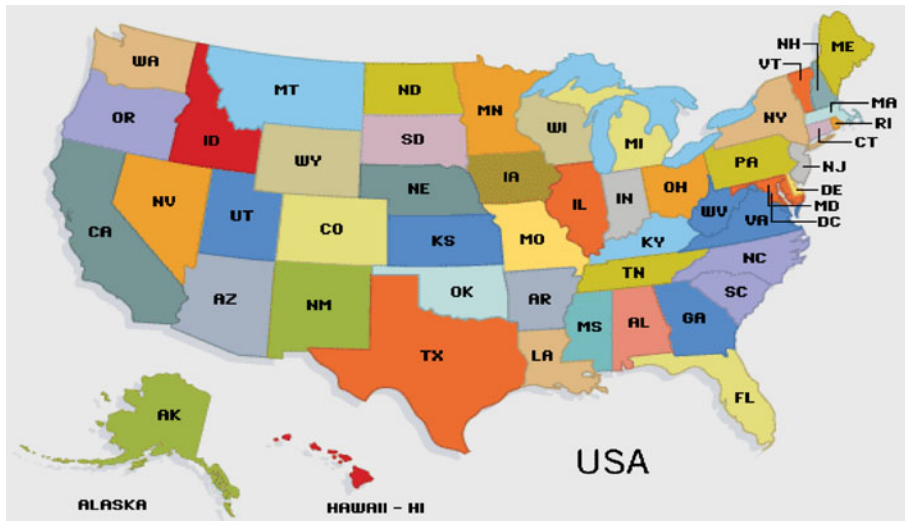 WA
MT
ND
MN
OR
ID
SD
WI
WY
MI
NH
VT
ME
MA
NY
RI
CT
NJ
PA
DE
MD
DC
NE
IA
NV
UT
CO
IL
IN
OH
WV
VA
CA
KS
MO
KY
NC
TN
SC
AZ
NM
OK
AR
MS
AL
GA
TX
LA
FL
AK
USA
ALASKA
HAWAII - HI